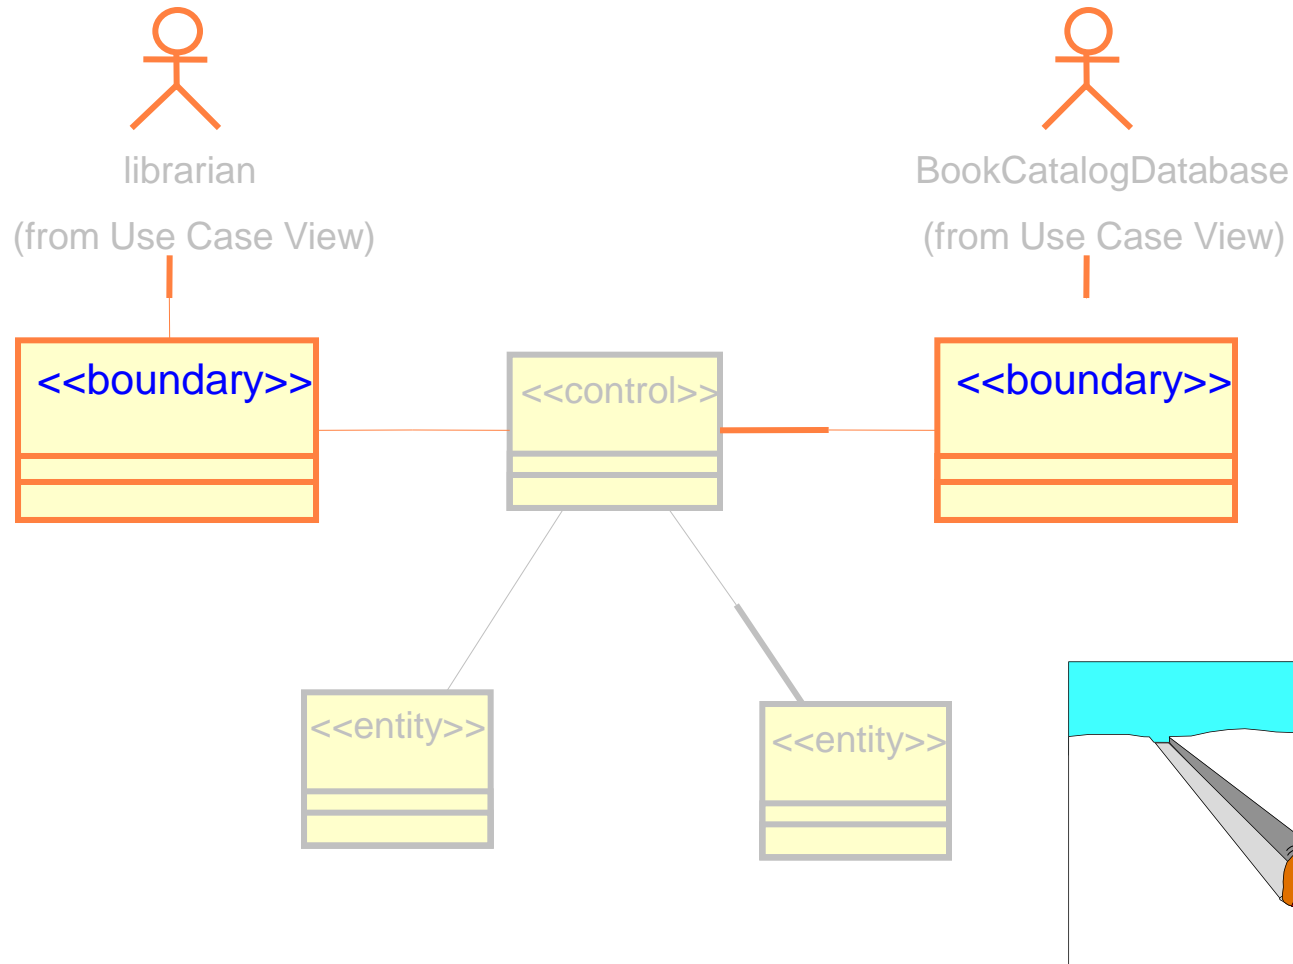 librarian
(from Use Case View)
BookCatalogDatabase
(from Use Case View)
<<boundary>>
<<control>>
<<boundary>>
<<entity>>
<<entity>>